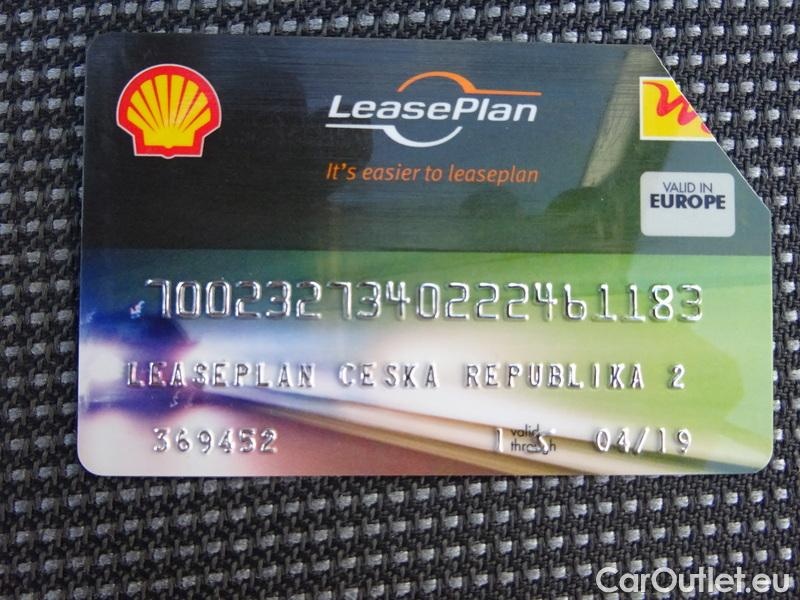 LeasePlan
It's easier to leaseplan
VALID IN
EUROPE
7002327340222461183
LEASEPLAN CESKA REPUBLIKA 2
369452
valid
through
04/19
CarOutlet.eu